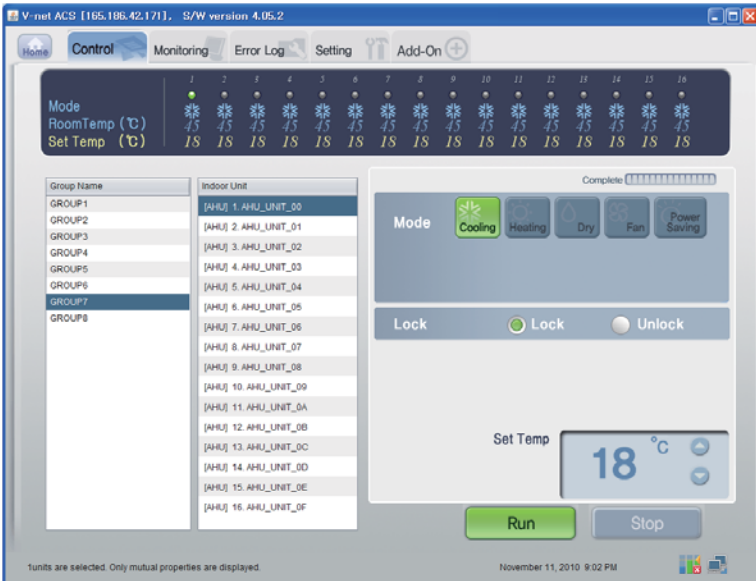 V-net ACS [165.186.42.171], S/W version 4.05.2
Home Control Monitoring Error Log Setting Add-On
1 2 3 4 5 6 7 8 9 10 11 12 13 14 15 16
Mode
RoomTemp (℃) 45 45 45 45 45 45 45 45 45 45 45 45 45 45 45 45
Set Temp (℃) 18 18 18 18 18 18 18 18 18 18 18 18 18 18 18 18
Complete
Group Name
GROUP1
GROUP2
GROUP3
GROUP4
GROUP5
GROUP6
GROUP7
GROUP8
Indoor Unit
[AHU] 1. AHU_UNIT_00
[AHU] 2. AHU_UNIT_01
[AHU] 3. AHU_UNIT_02
[AHU] 4. AHU_UNIT_03
[AHU] 5. AHU_UNIT_04
[AHU] 6. AHU_UNIT_05
[AHU] 7. AHU_UNIT_06
[AHU] 8. AHU_UNIT_07
[AHU] 9. AHU_UNIT_08
[AHU] 10. AHU_UNIT_09
[AHU] 11. AHU_UNIT_0A
[AHU] 12. AHU_UNIT_0B
[AHU] 13. AHU_UNIT_0C
[AHU] 14. AHU_UNIT_0D
[AHU] 15. AHU_UNIT_0E
[AHU] 16. AHU_UNIT_0F
Mode Cooling Heating Dry Fan Power Saving
Lock Lock Unlock
Set Temp 18 °C
Run Stop
1units are selected. Only mutual properties are displayed.
November 11, 2010 9:02 PM